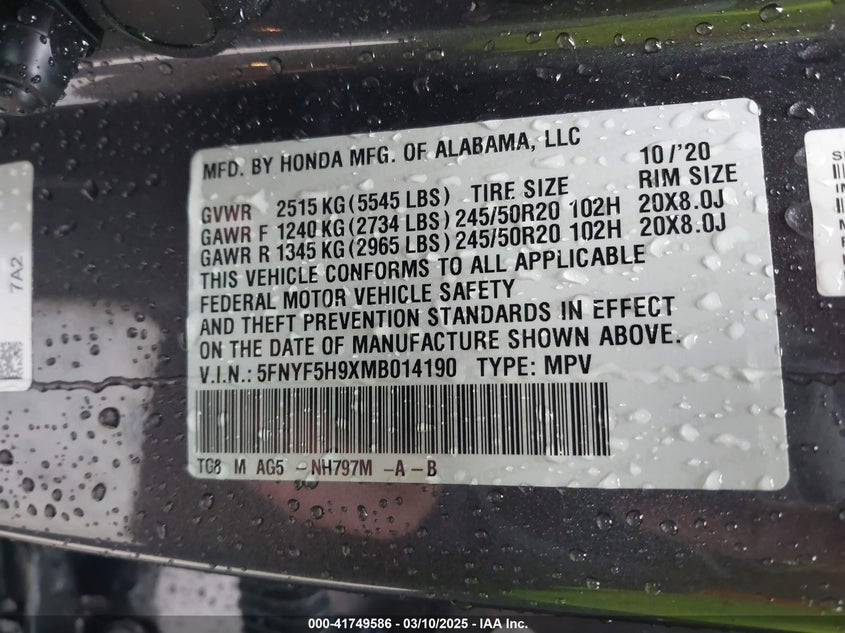 MFD. BY HONDA MFG. OF ALABAMA, LLC 10/'20
GVWR 2515 KG (5545 LBS) TIRE SIZE RIM SIZE
GAWR F 1240 KG (2734 LBS) 245/50R20 102H 20X8.0J
GAWR R 1345 KG (2965 LBS) 245/50R20 102H 20X8.0J
THIS VEHICLE CONFORMS TO ALL APPLICABLE
FEDERAL MOTOR VEHICLE SAFETY
AND THEFT PREVENTION STANDARDS IN EFFECT
ON THE DATE OF MANUFACTURE SHOWN ABOVE.
V.I.N.: 5FNYF5H9XMB014190 TYPE: MPV
TG8 M AG5 -NH797M -A -B
7A2
000-41749586 - 03/10/2025 - IAA Inc.